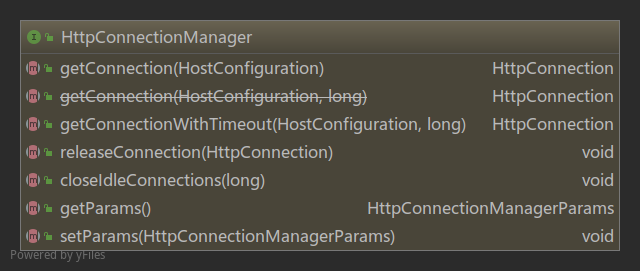 HttpConnectionManager
getConnection(HostConfiguration) HttpConnection
getConnection(HostConfiguration, long) HttpConnection
getConnectionWithTimeout(HostConfiguration, long) HttpConnection
releaseConnection(HttpConnection) void
closeIdleConnections(long) void
getParams() HttpConnectionManagerParams
setParams(HttpConnectionManagerParams) void
Powered by yFiles